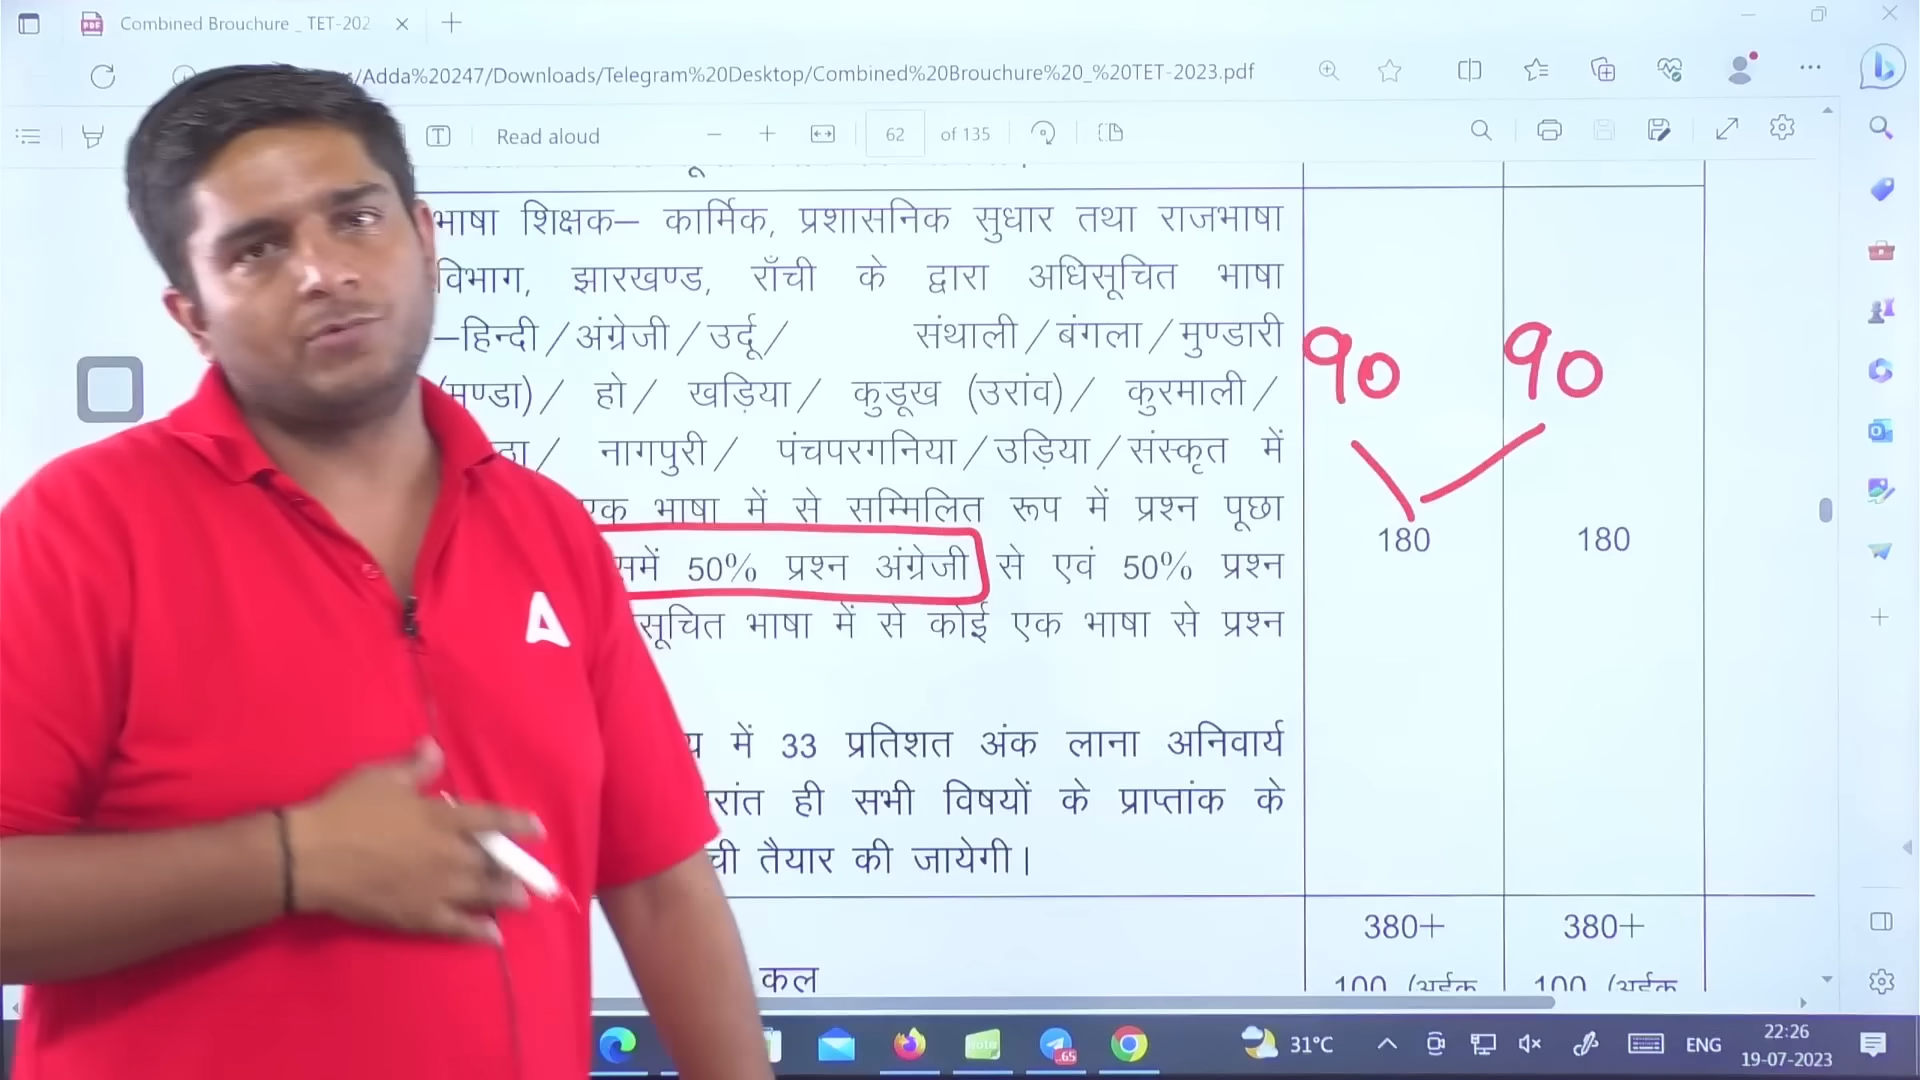 Combined Brouchure _ TET-202
/Adda%20247/Downloads/Telegram%20Desktop/Combined%20Brouchure%20_%20TET-2023.pdf
Read aloud
62 of 135
भाषा शिक्षक– कार्मिक, प्रशासनिक सुधार तथा राजभाषा
विभाग, झारखण्ड, राँची के द्वारा अधिसूचित भाषा
–हिन्दी/अंग्रेजी/उर्दू/ संथाली/बंगला/मुण्डारी
(मुण्डा)/ हो/ खड़िया/ कुडूख (उरांव)/ कुरमाली/
नागपुरी/ पंचपरगनिया/उड़िया/संस्कृत में
एक भाषा में से सम्मिलित रूप में प्रश्न पूछा
50% प्रश्न अंग्रेजी से एवं 50% प्रश्न
भाषा में से कोई एक भाषा से प्रश्न
90 90
180 180
में 33 प्रतिशत अंक लाना अनिवार्य
ही सभी विषयों के प्राप्तांक के
तैयार की जायेगी।
380+ 380+
100 100
A
31°C
ENG
22:26
19-07-2023